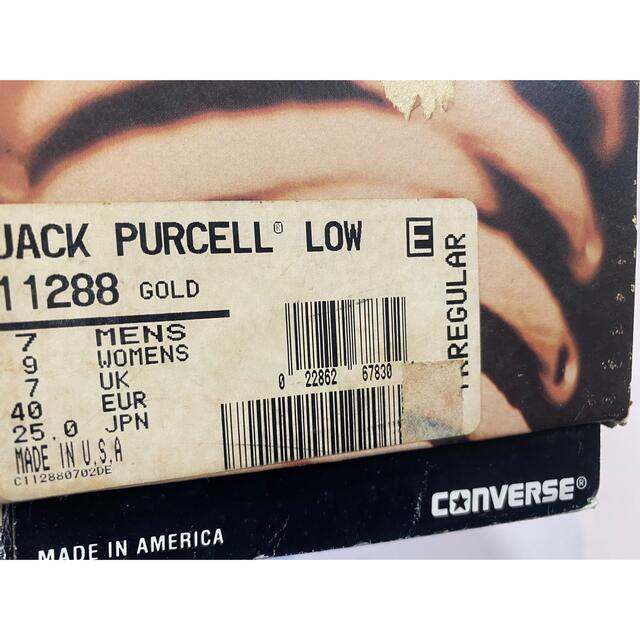 JACK PURCELL® LOW E
11288 GOLD
7 MENS
9 WOMENS
7 UK
40 EUR
25.0 JPN
MADE IN U.S.A
C112880702DE
0 22862 67830
IRREGULAR
CONVERSE®
MADE IN AMERICA